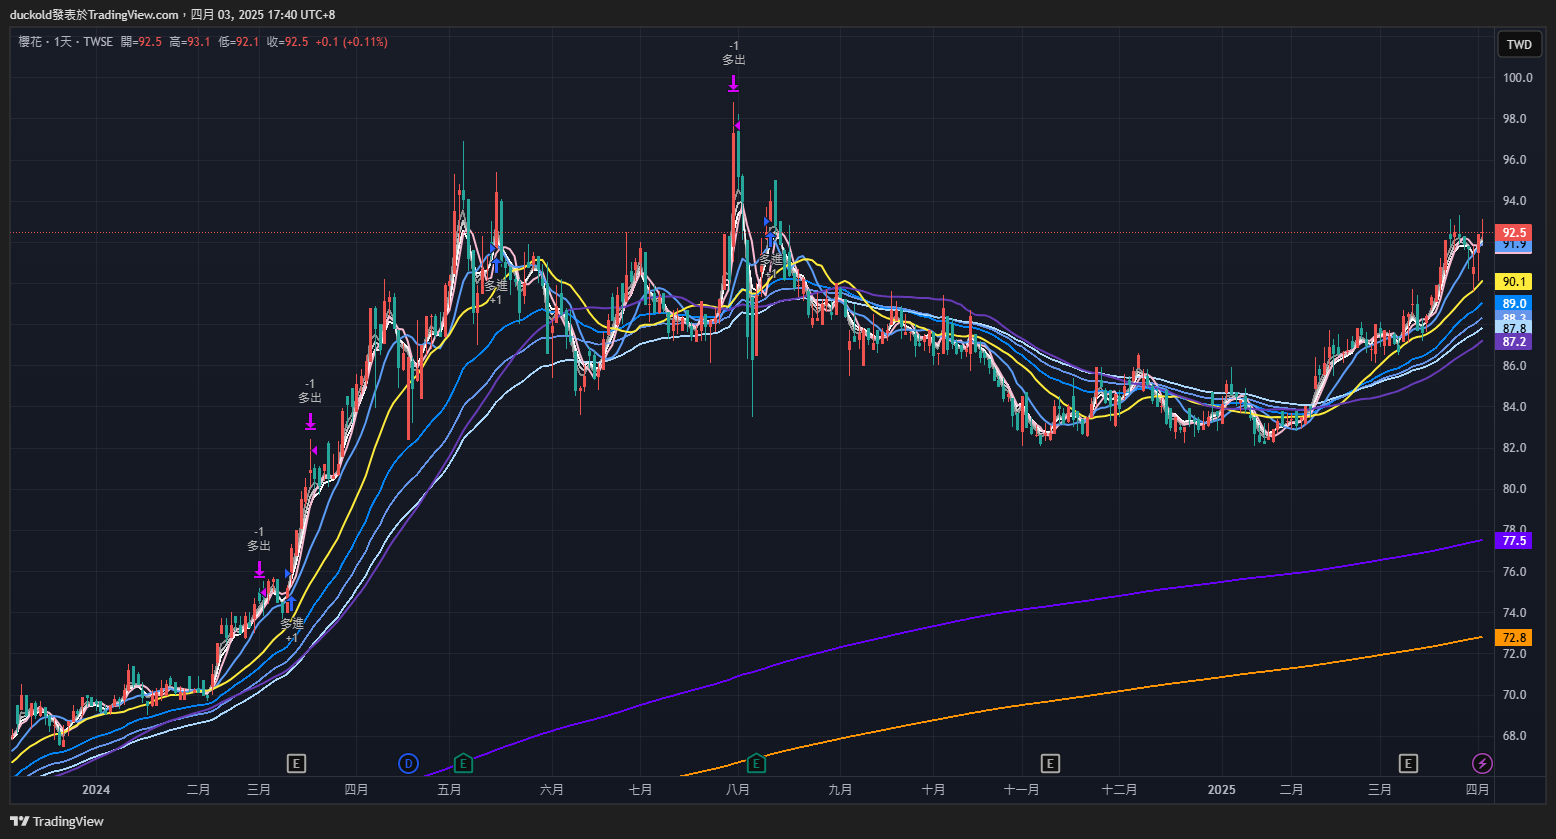 duckold發表於TradingView.com，四月 03, 2025 17:40 UTC+8
櫻花 · 1天 · TWSE 開=92.5 高=93.1 低=92.1 收=92.5 +0.1 (+0.11%)
TWD
-1
多出
100.0
98.0
96.0
94.0
92.5
91.9
多進
+1
多進
+1
90.1
89.0
88.2
87.8
87.2
86.0
-1
多出
84.0
82.0
80.0
78.0
77.5
-1
多出
76.0
74.0
多進
+1
72.8
72.0
70.0
68.0
E
D
E
E
E
E
2024
二月
三月
四月
五月
六月
七月
八月
九月
十月
十一月
十二月
2025
二月
三月
四月
TradingView